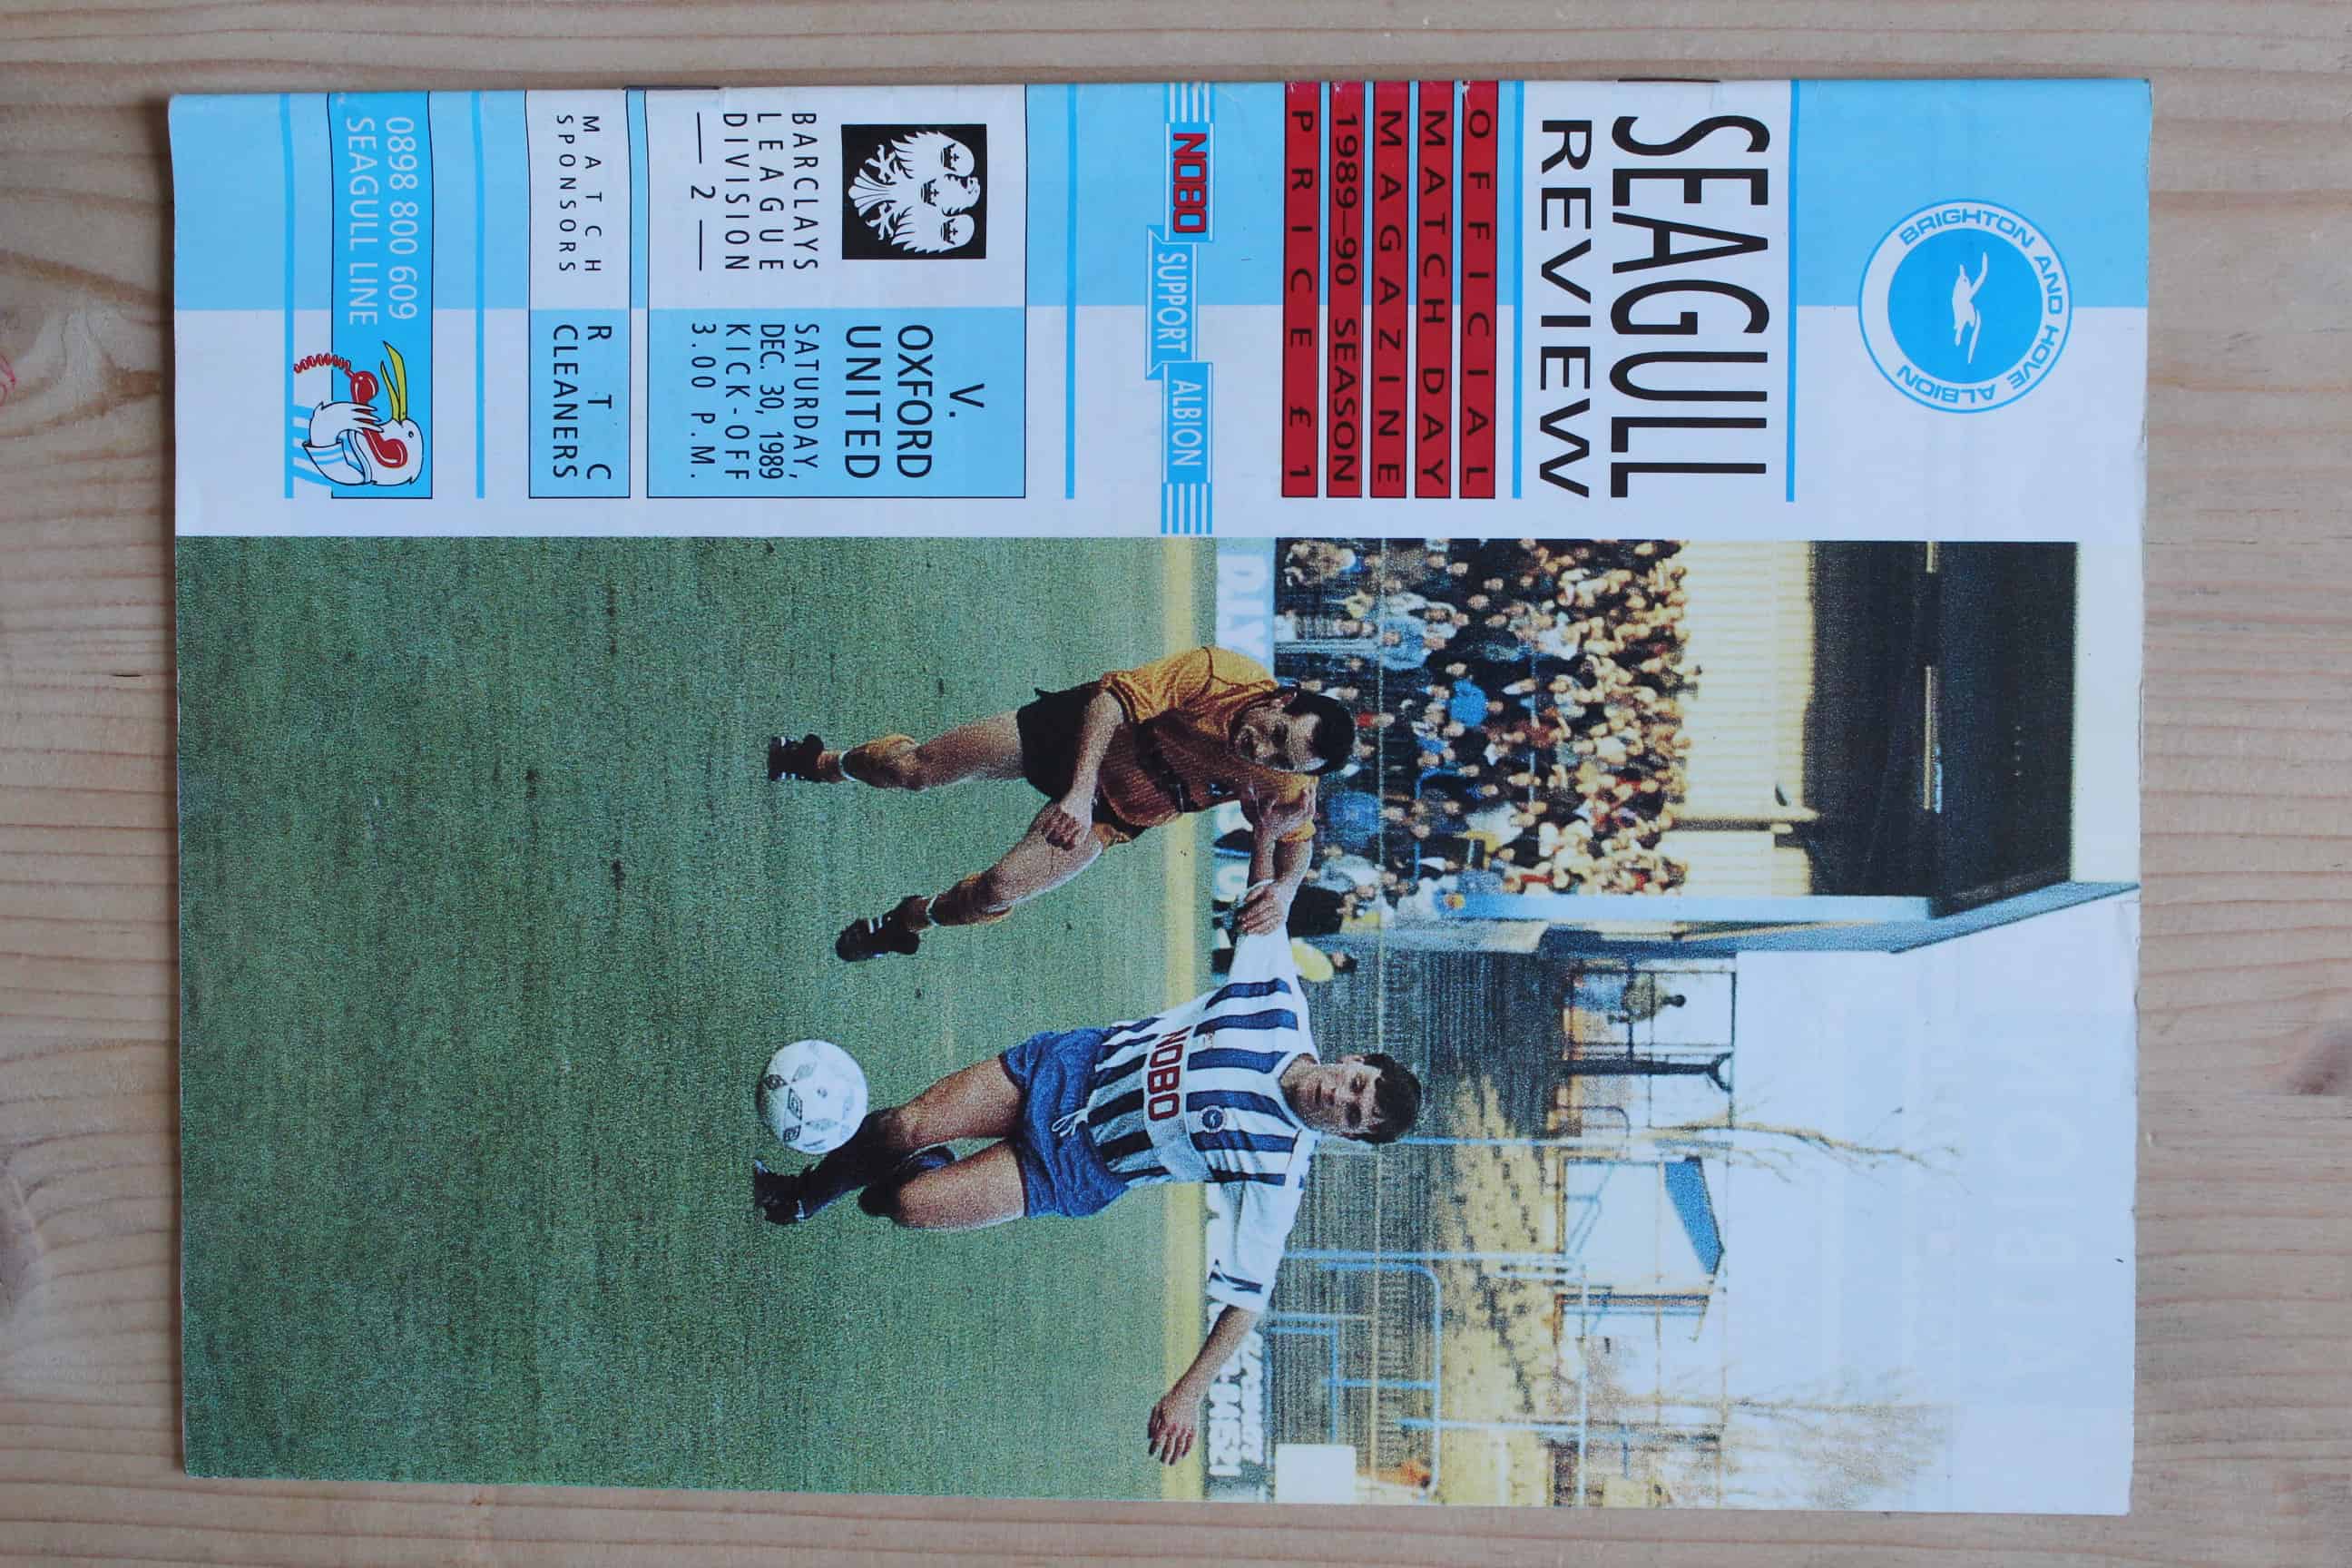 BRIGHTON AND HOVE ALBION
SEAGULL
REVIEW
OFFICIAL
MATCH DAY
MAGAZINE
1989–90 SEASON
PRICE £1
NOBO
SUPPORT
ALBION
BARCLAYS
LEAGUE
DIVISION
— 2 —
V.
OXFORD
UNITED
SATURDAY,
DEC. 30, 1989
KICK-OFF
3.00 P.M.
MATCH
SPONSORS
R T C
CLEANERS
0898 800 609
SEAGULL LINE
NOBO